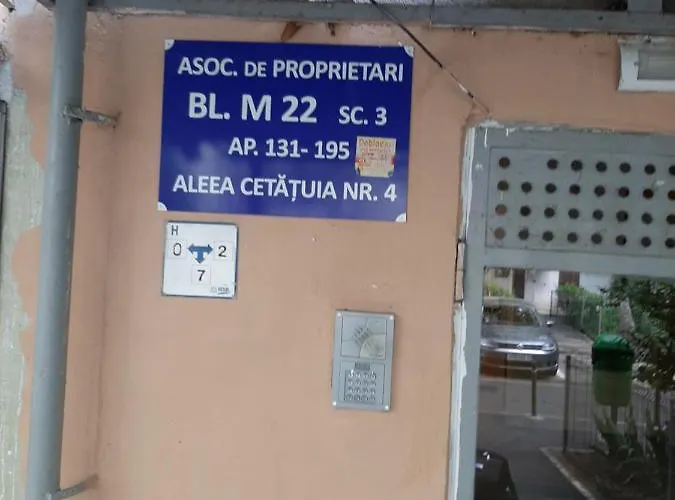 ASOC. DE PROPRIETARI
BL. M 22 SC. 3
AP. 131-195
ALEEA CETĂȚUIA NR. 4
H
0 2
7